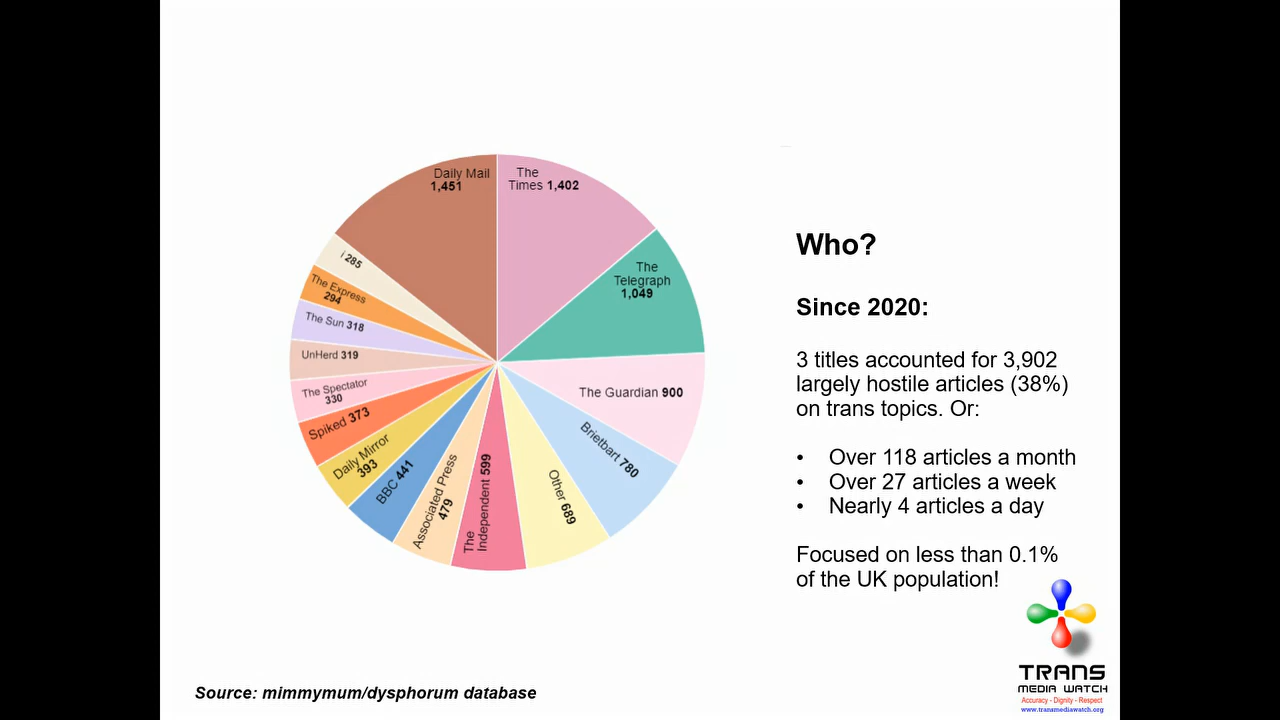 Daily Mail
1,451
The
Times 1,402
The
Telegraph
1,049
The Guardian 900
Brietbart 780
Other 689
The
Independent 599
Associated Press
479
BBC 441
Daily Mirror
393
Spiked 373
The Spectator
330
UnHerd 319
The Sun 318
The Express
294
i 285
Who?
Since 2020:
3 titles accounted for 3,902
largely hostile articles (38%)
on trans topics. Or:
• Over 118 articles a month
• Over 27 articles a week
• Nearly 4 articles a day
Focused on less than 0.1%
of the UK population!
TRANS
MEDIA WATCH
Accuracy - Dignity - Respect
www.transmediawatch.org
Source: mimmymum/dysphorum database